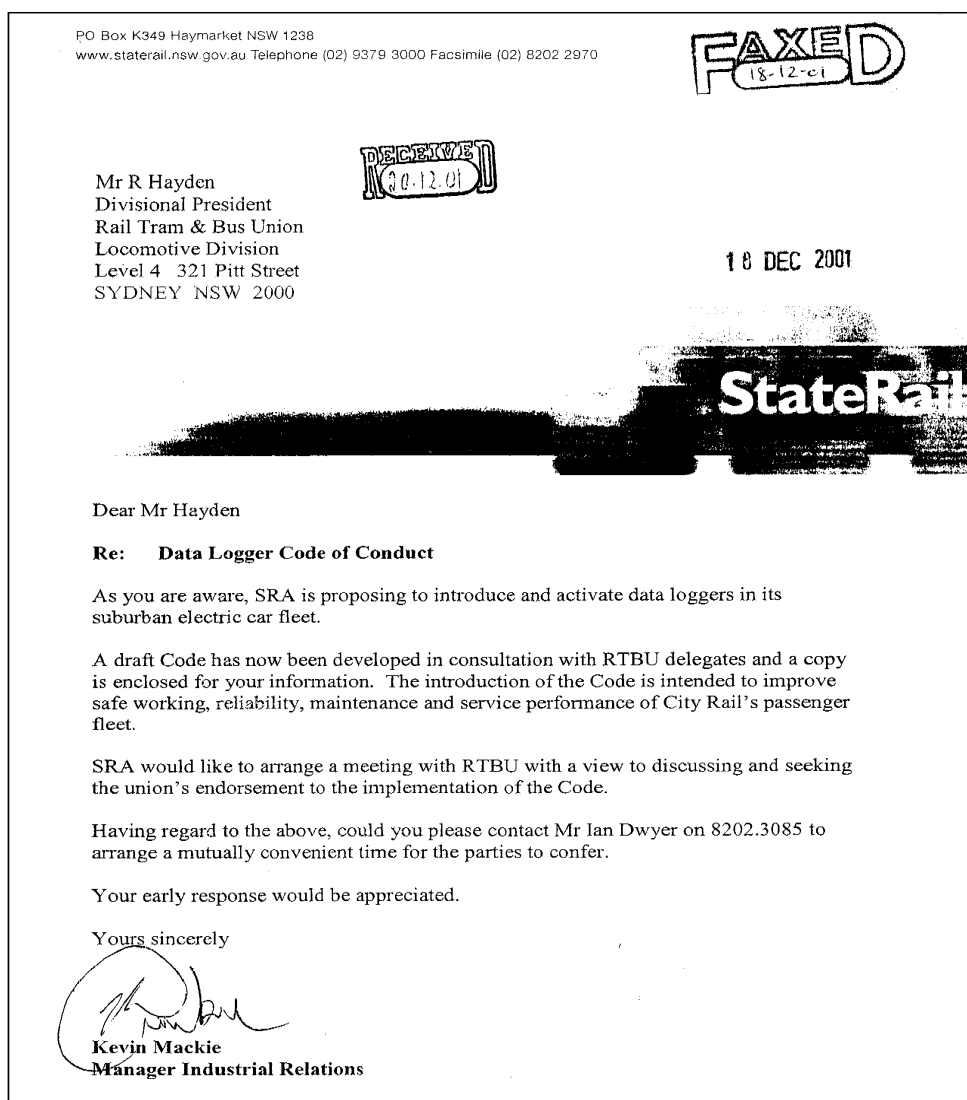 PO Box K349 Haymarket NSW 1238
www.staterail.nsw.gov.au Telephone (02) 9379 3000 Facsimile (02) 8202 2970
FAXED
18-12-01
RECEIVED
20.12.01
Mr R Hayden
Divisional President
Rail Tram & Bus Union
Locomotive Division
Level 4 321 Pitt Street
SYDNEY NSW 2000
18 DEC 2001
StateRail
Dear Mr Hayden
Re: Data Logger Code of Conduct
As you are aware, SRA is proposing to introduce and activate data loggers in its
suburban electric car fleet.
A draft Code has now been developed in consultation with RTBU delegates and a copy
is enclosed for your information. The introduction of the Code is intended to improve
safe working, reliability, maintenance and service performance of City Rail's passenger
fleet.
SRA would like to arrange a meeting with RTBU with a view to discussing and seeking
the union's endorsement to the implementation of the Code.
Having regard to the above, could you please contact Mr Ian Dwyer on 8202.3085 to
arrange a mutually convenient time for the parties to confer.
Your early response would be appreciated.
Yours sincerely
Kevin Mackie
Manager Industrial Relations